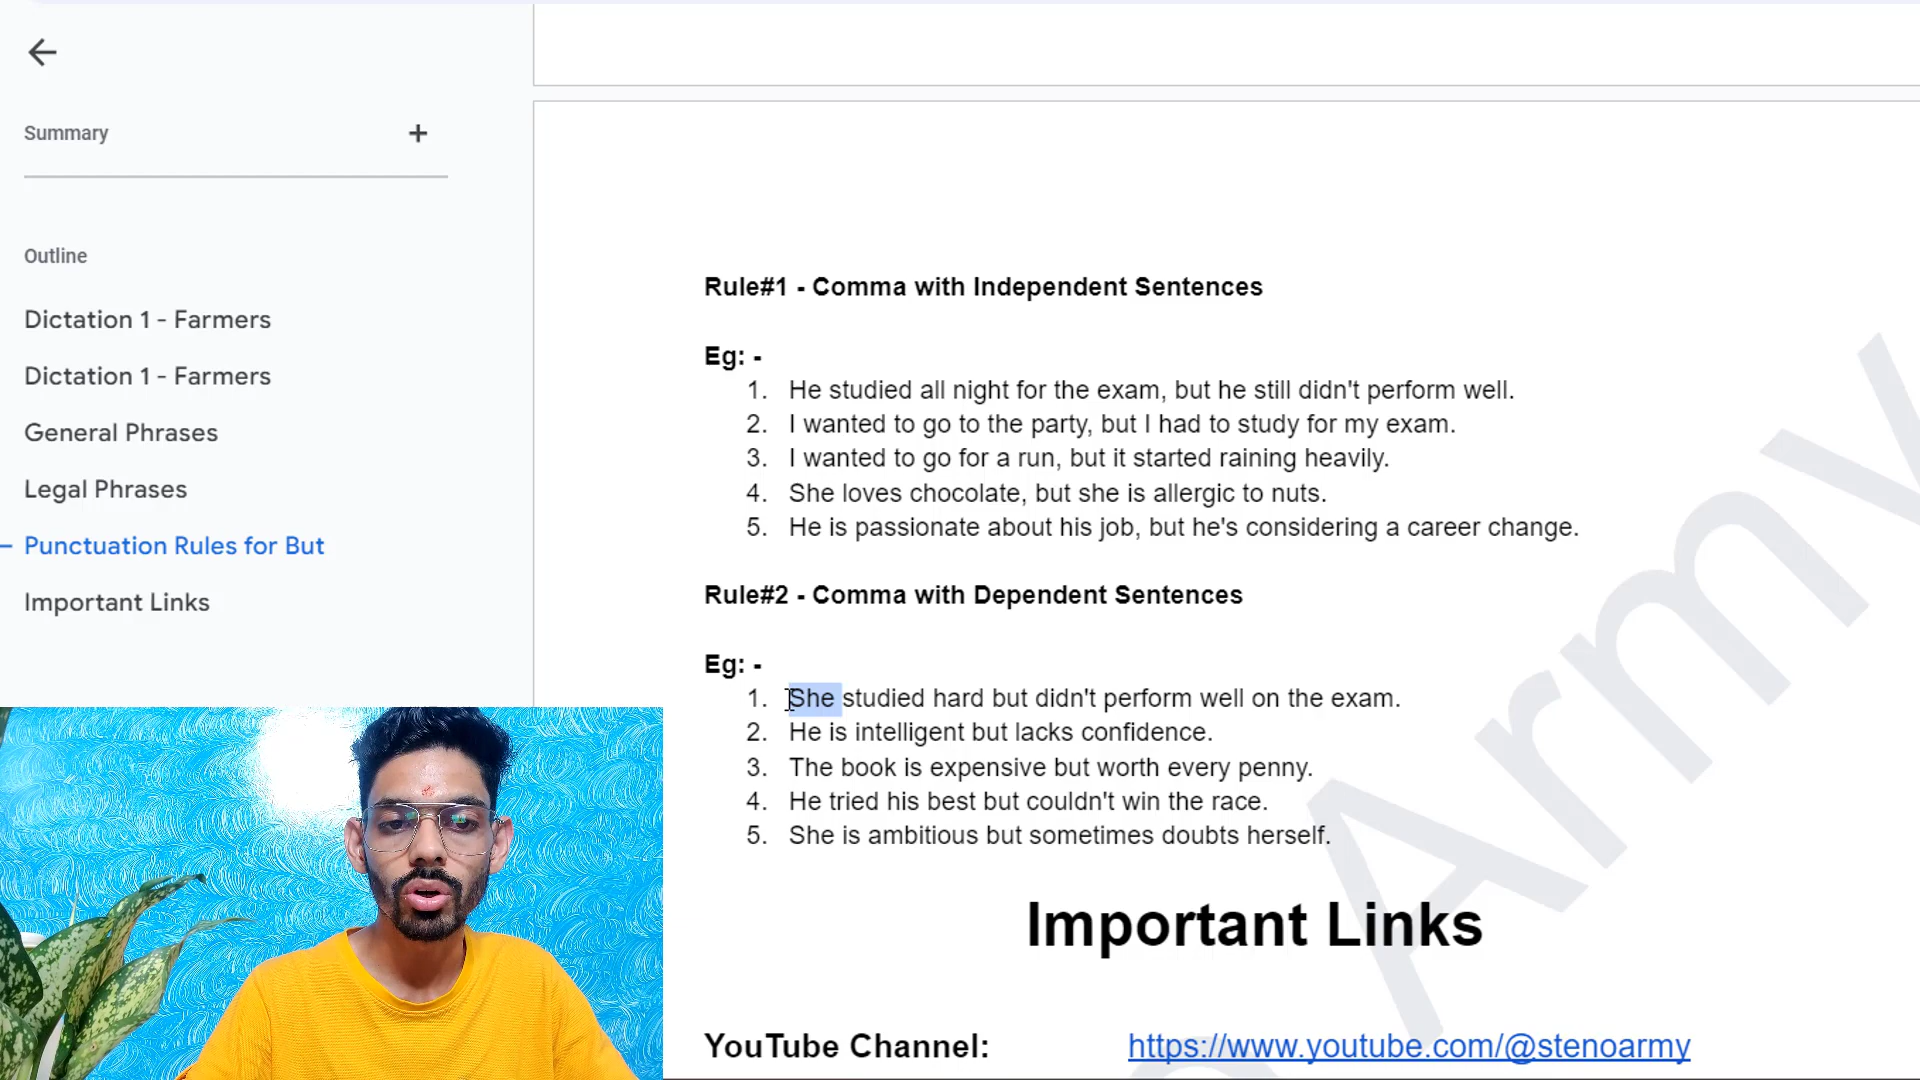 Summary
Outline
Dictation 1 - Farmers
Dictation 1 - Farmers
General Phrases
Legal Phrases
Punctuation Rules for But
Important Links
Rule#1 - Comma with Independent Sentences
Eg: -
1. He studied all night for the exam, but he still didn't perform well.
2. I wanted to go to the party, but I had to study for my exam.
3. I wanted to go for a run, but it started raining heavily.
4. She loves chocolate, but she is allergic to nuts.
5. He is passionate about his job, but he's considering a career change.
Rule#2 - Comma with Dependent Sentences
Eg: -
1. She studied hard but didn't perform well on the exam.
2. He is intelligent but lacks confidence.
3. The book is expensive but worth every penny.
4. He tried his best but couldn't win the race.
5. She is ambitious but sometimes doubts herself.
Important Links
YouTube Channel: https://www.youtube.com/@stenoarmy
Army